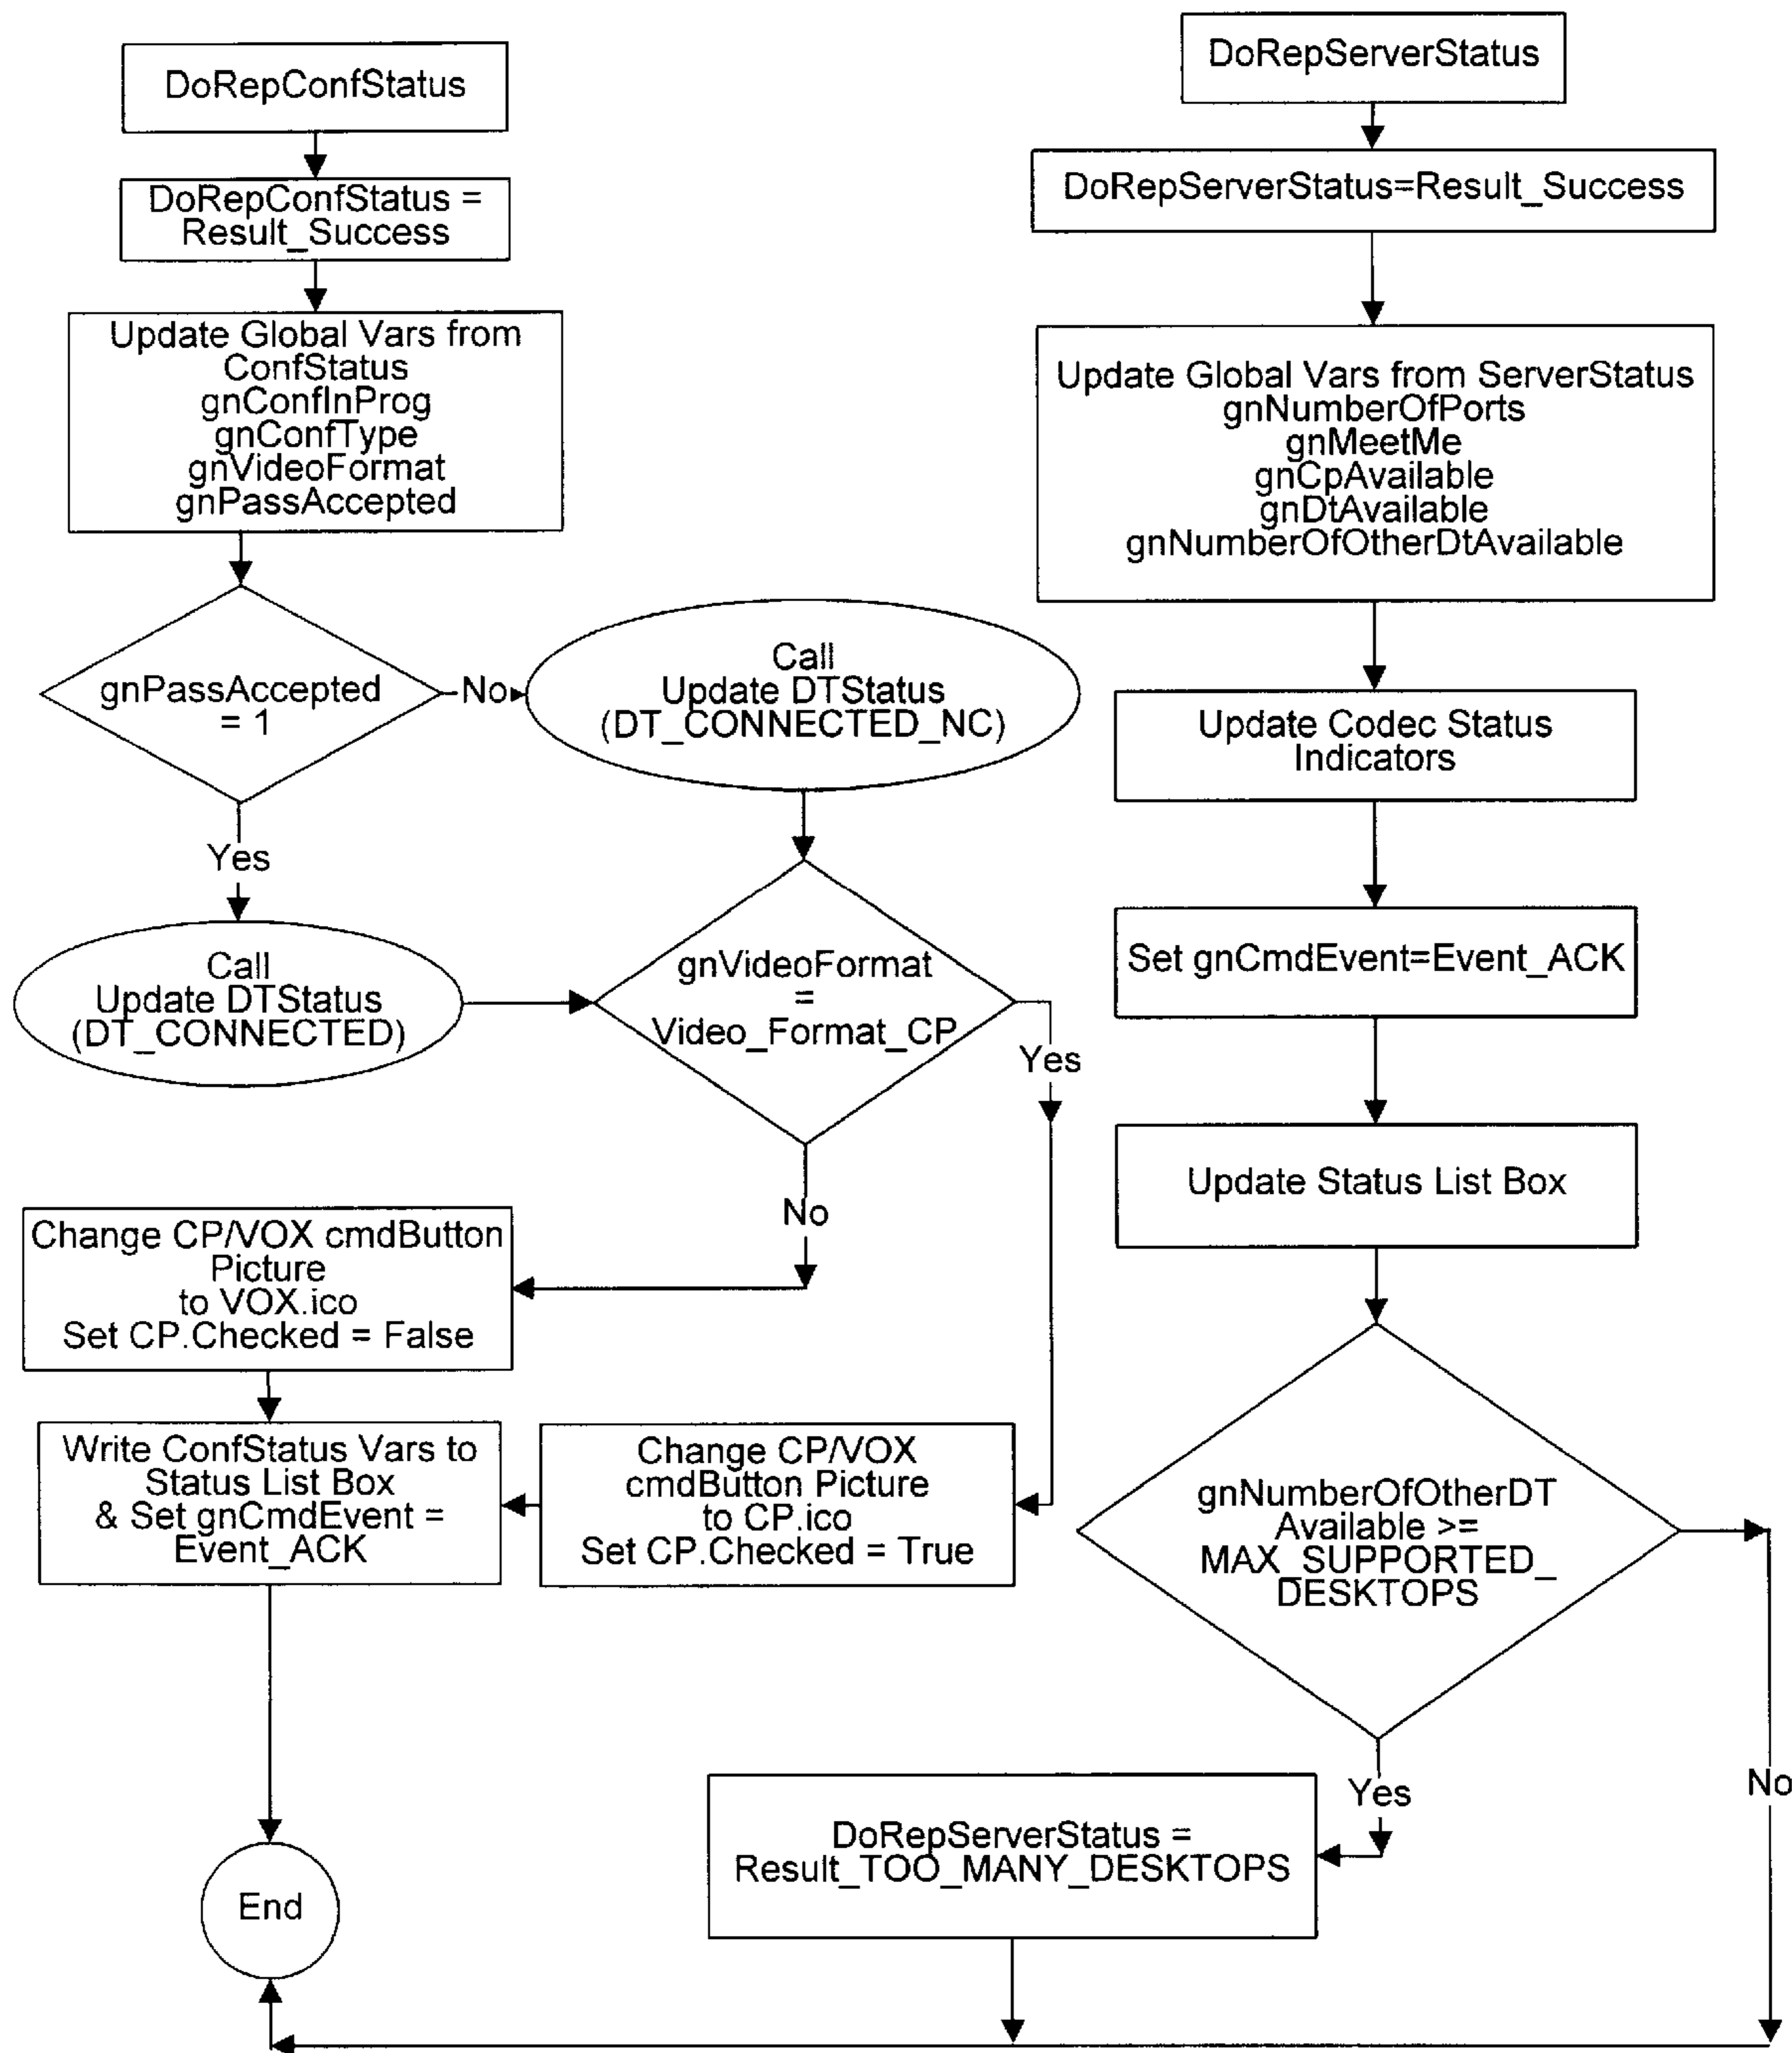 DoRepConfStatus
DoRepConfStatus =
Result_Success
Update Global Vars from
ConfStatus
gnConfInProg
gnConfType
gnVideoFormat
gnPassAccepted
gnPassAccepted
= 1
No
Call
Update DTStatus
(DT_CONNECTED_NC)
Yes
Call
Update DTStatus
(DT_CONNECTED)
gnVideoFormat
=
Video_Format_CP
Yes
No
Change CP/VOX cmdButton
Picture
to VOX.ico
Set CP.Checked = False
Write ConfStatus Vars to
Status List Box
& Set gnCmdEvent =
Event_ACK
Change CP/VOX
cmdButton Picture
to CP.ico
Set CP.Checked = True
End
DoRepServerStatus
DoRepServerStatus=Result_Success
Update Global Vars from ServerStatus
gnNumberOfPorts
gnMeetMe
gnCpAvailable
gnDtAvailable
gnNumberOfOtherDtAvailable
Update Codec Status
Indicators
Set gnCmdEvent=Event_ACK
Update Status List Box
gnNumberOfOtherDT
Available >=
MAX_SUPPORTED_
DESKTOPS
Yes
No
DoRepServerStatus =
Result_TOO_MANY_DESKTOPS